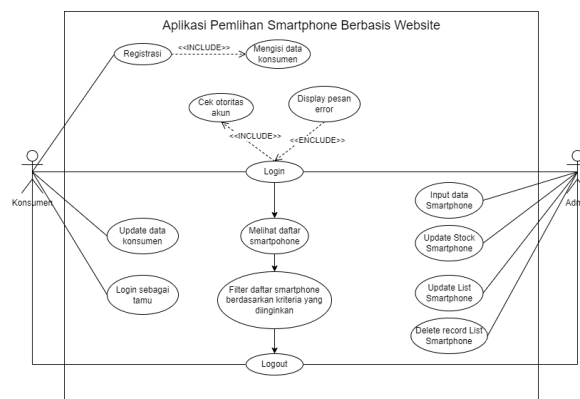 Aplikasi Pemlihan Smartphone Berbasis Website
Registrasi
<<INCLUDE>>
Mengisi data
konsumen
Cek otoritas
akun
Display pesan
error
<<INCLUDE>>
<<ENCLUDE>>
Login
Konsumen
Input data
Smartphone
Update data
konsumen
Melihat daftar
smartpohone
Update Stock
Smartphone
Login sebagai
tamu
Filter daftar smartphone
berdasarkan kriteria yang
diinginkan
Update List
Smartphone
Delete record List
Smartphone
Logout